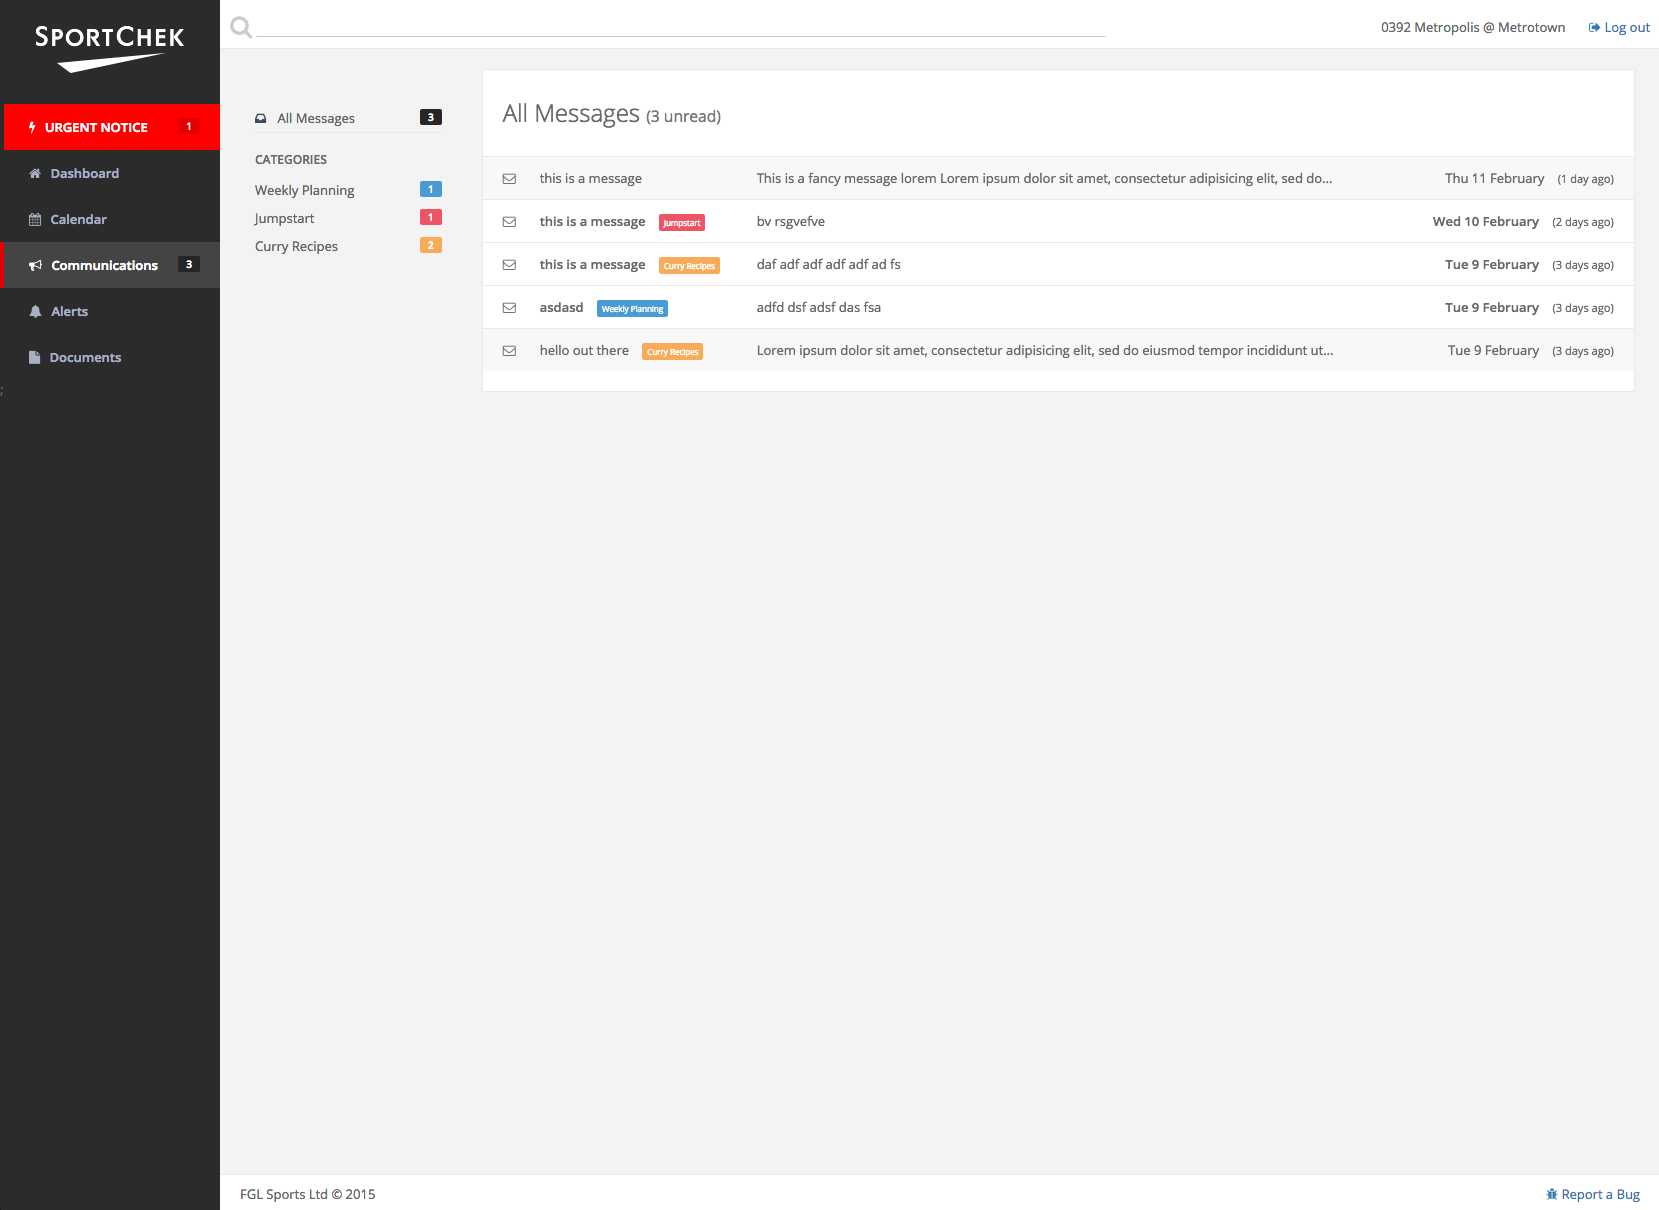 SPORTCHEK
URGENT NOTICE 1
Dashboard
Calendar
Communications 3
Alerts
Documents
;
0392 Metropolis @ Metrotown Log out
All Messages 3
CATEGORIES
Weekly Planning 1
Jumpstart 1
Curry Recipes 2
All Messages (3 unread)
this is a message This is a fancy message lorem Lorem ipsum dolor sit amet, consectetur adipisicing elit, sed do... Thu 11 February (1 day ago)
this is a message Jumpstart bv rsgvefve Wed 10 February (2 days ago)
this is a message Curry Recipes daf adf adf adf adf ad fs Tue 9 February (3 days ago)
asdasd Weekly Planning adfd dsf adsf das fsa Tue 9 February (3 days ago)
hello out there Curry Recipes Lorem ipsum dolor sit amet, consectetur adipisicing elit, sed do eiusmod tempor incididunt ut... Tue 9 February (3 days ago)
FGL Sports Ltd © 2015 Report a Bug